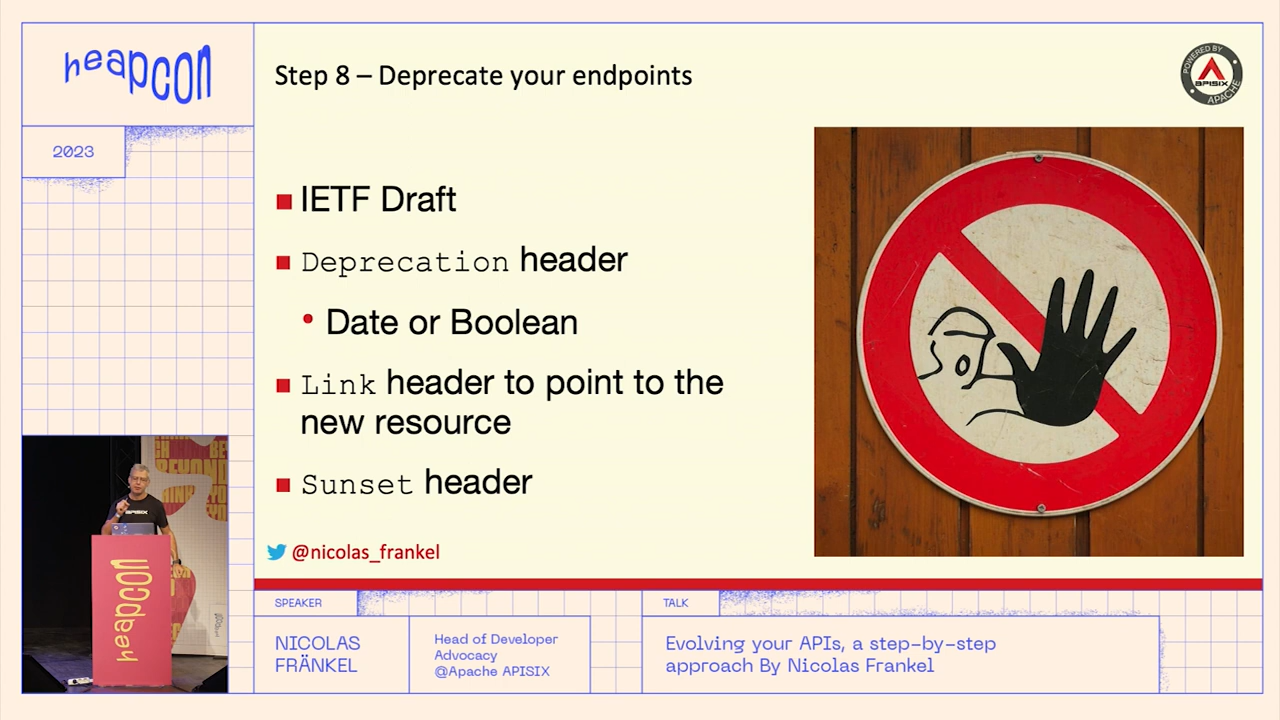 heapcon
2023
Step 8 – Deprecate your endpoints
POWERED BY
APISIX
APACHE
IETF Draft
Deprecation header
Date or Boolean
Link header to point to the
new resource
Sunset header
@nicolas_frankel
APISIX
heapcon
SPEAKER
NICOLAS
FRÄNKEL
Head of Developer
Advocacy
@Apache APISIX
TALK
Evolving your APIs, a step-by-step
approach By Nicolas Frankel